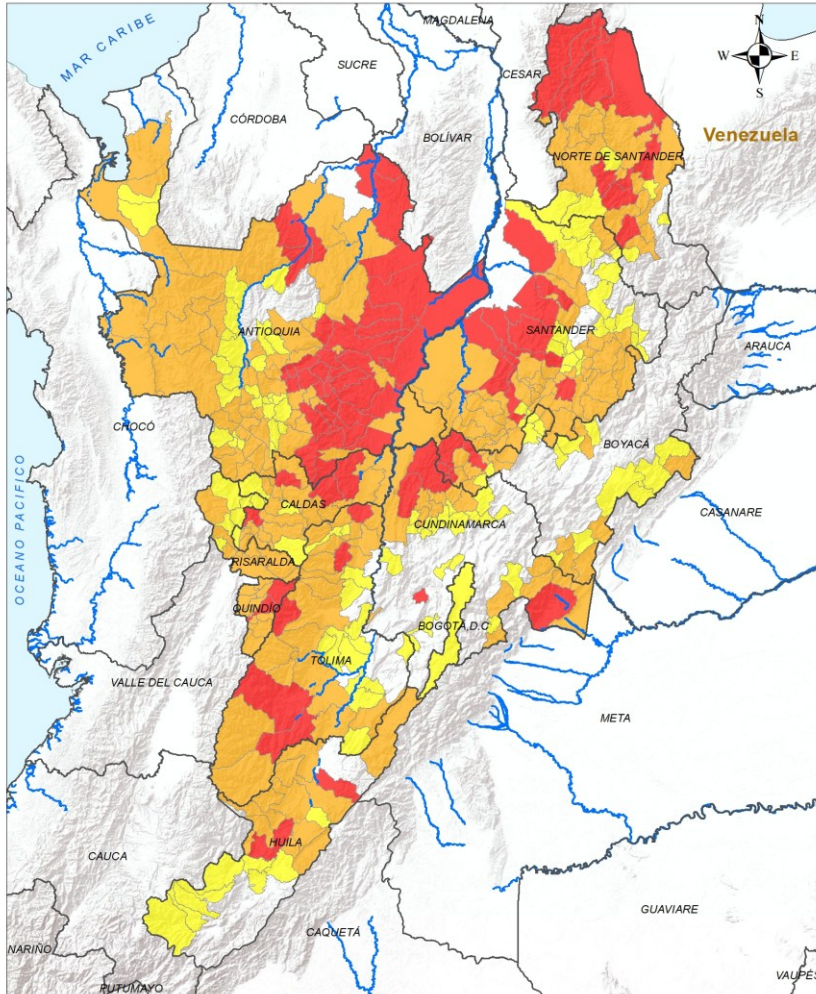 MAGDALENA
N
MAR CARIBE
SUCRE
CESAR
W
E
S
CÓRDOBA
BOLÍVAR
Venezuela
NORTE DE SANTANDER
ANTIOQUIA
SANTANDER
ARAUCA
CHOCÓ
BOYACÁ
OCEANO PACIFICO
CALDAS
CUNDINAMARCA
CASANARE
RISARALDA
QUINDÍO
BOGOTÁ,D.C
TOLIMA
VALLE DEL CAUCA
META
HUILA
CAUCA
GUAVIARE
CAQUETÁ
NARIÑO
PUTUMAYO
VAUPÉS